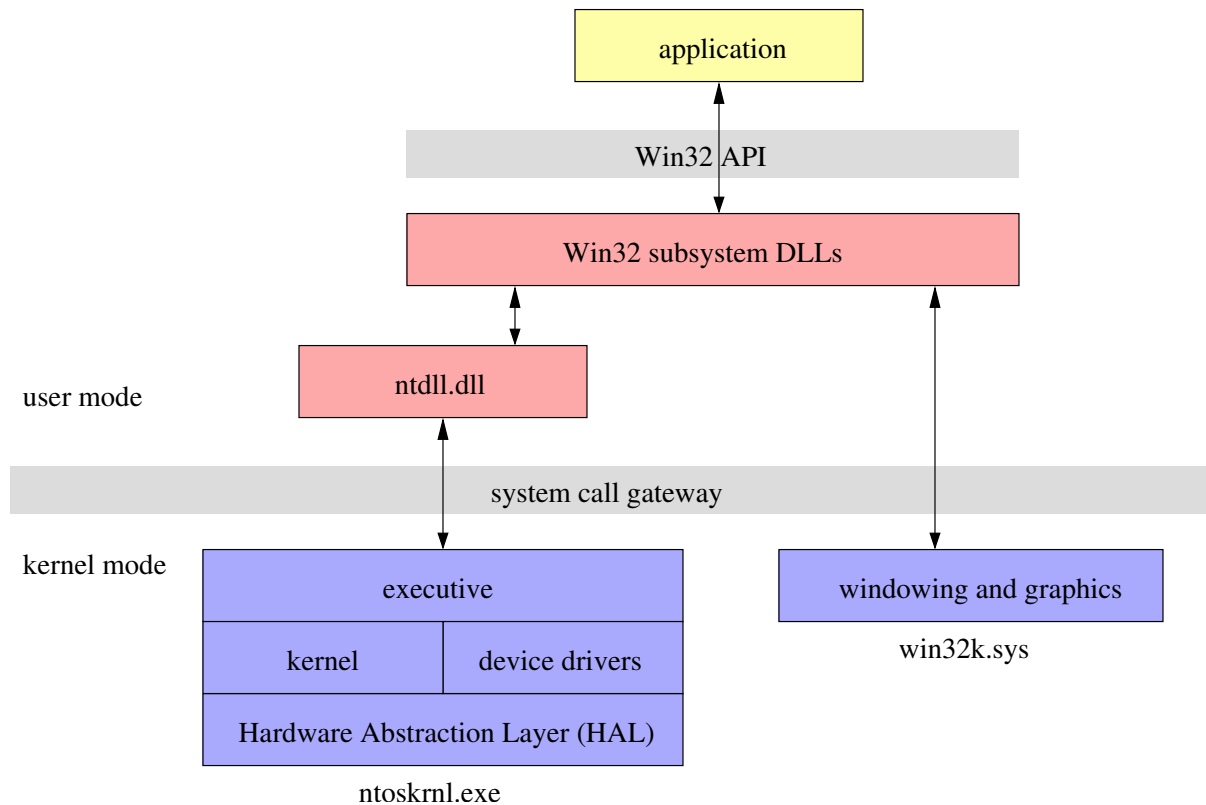 application
Win32 API
Win32 subsystem DLLs
ntdll.dll
user mode
system call gateway
kernel mode
executive
windowing and graphics
kernel
device drivers
win32k.sys
Hardware Abstraction Layer (HAL)
ntoskrnl.exe